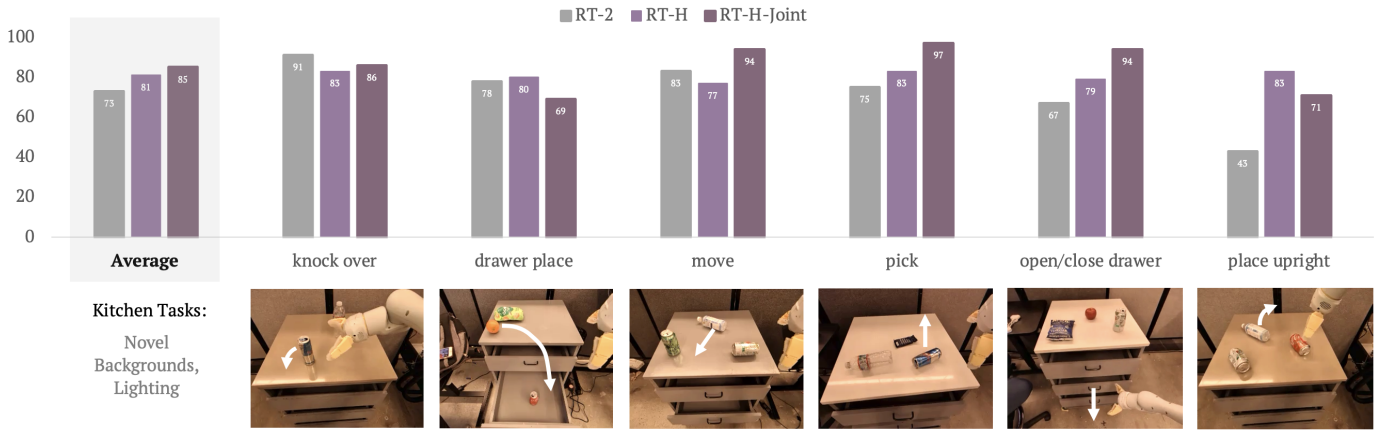 RT-2 RT-H RT-H-Joint
100
80
60
40
20
0
73 81 85
91 83 86
78 80 69
83 77 94
75 83 97
67 79 94
43 83 71
Average knock over drawer place move pick open/close drawer place upright
Kitchen Tasks:
Novel
Backgrounds,
Lighting